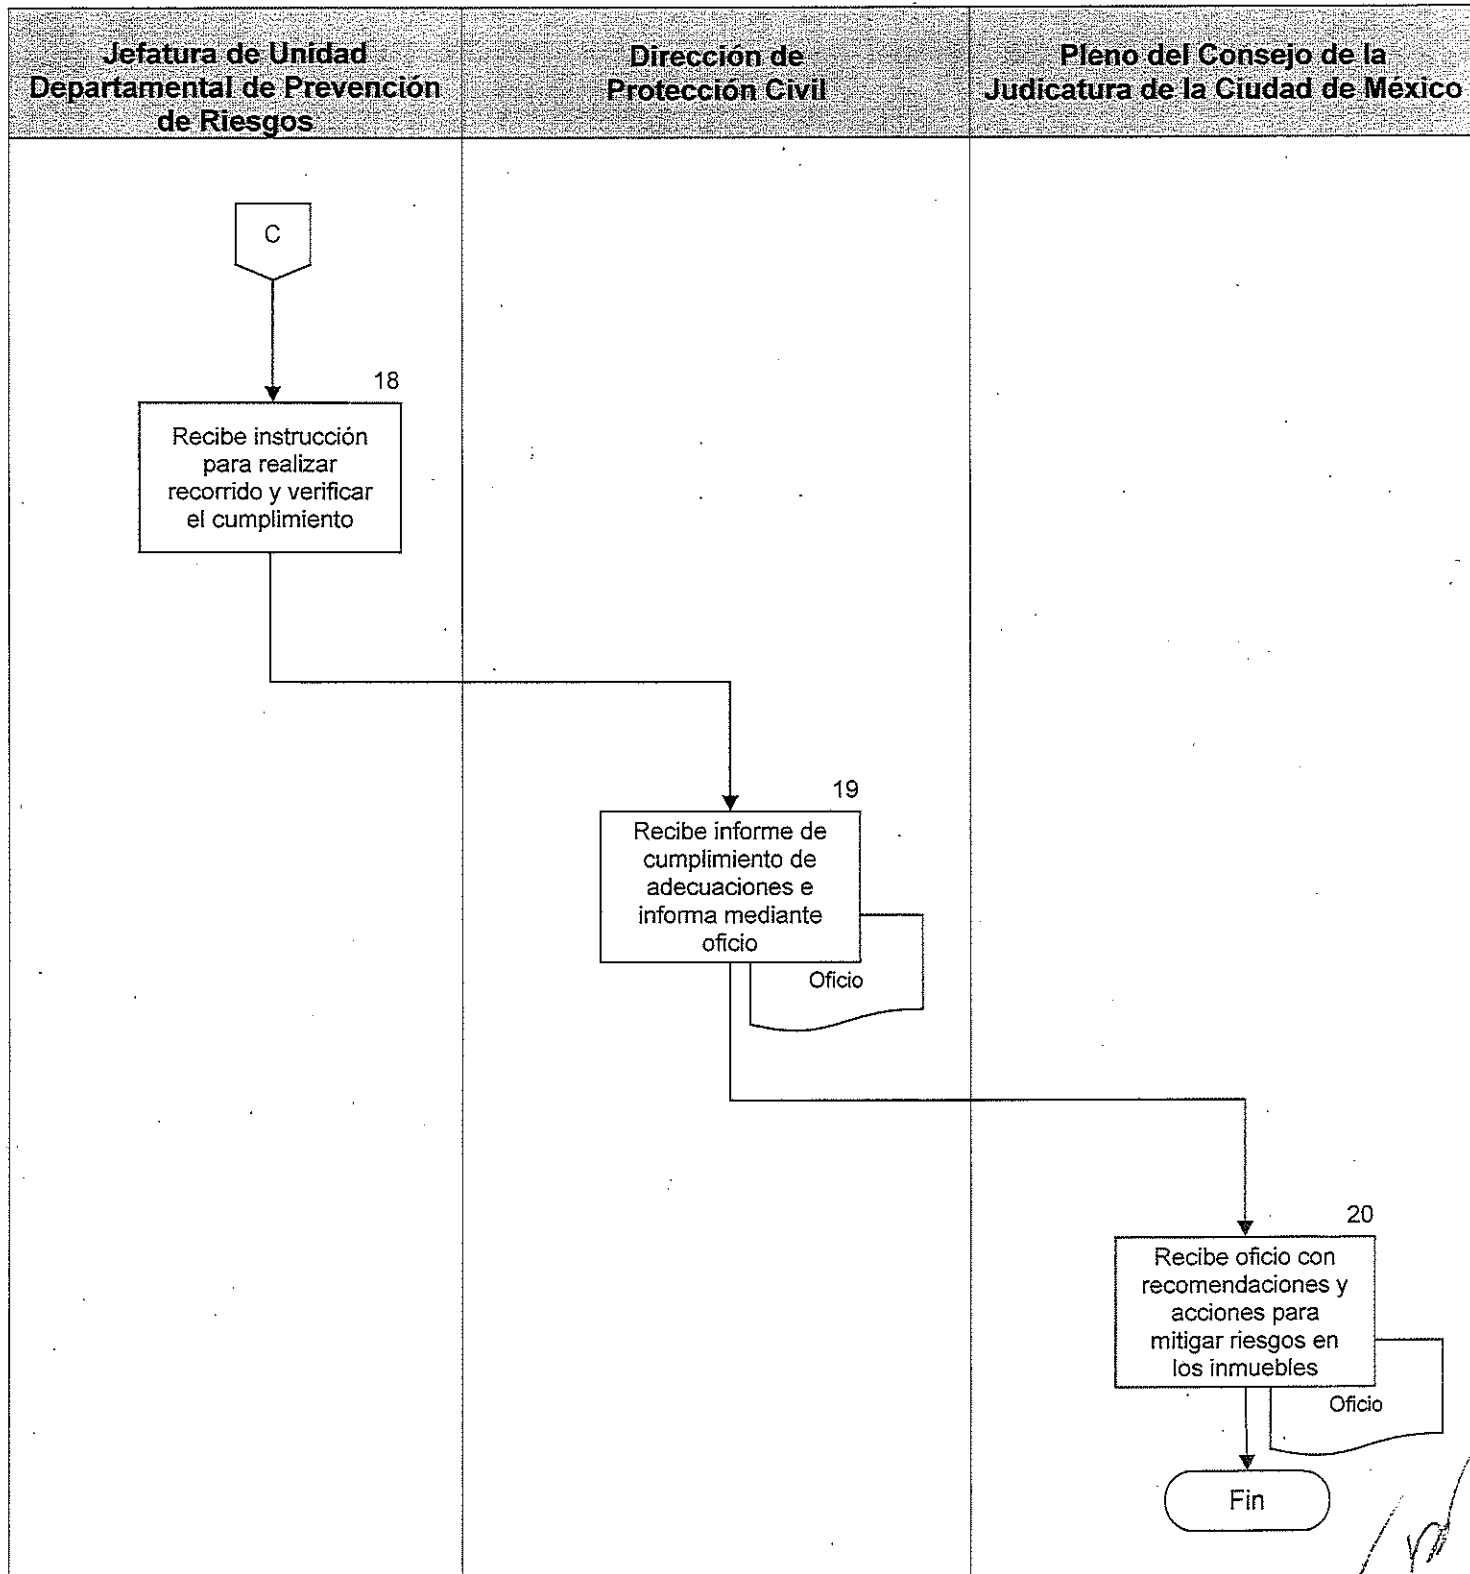 Jefatura de Unidad
Departamental de Prevención
de Riesgos
Dirección de
Protección Civil
Pleno del Consejo de la
Judicatura de la Ciudad de México
C
18
Recibe instrucción
para realizar
recorrido y verificar
el cumplimiento
19
Recibe informe de
cumplimiento de
adecuaciones e
informa mediante
oficio
Oficio
20
Recibe oficio con
recomendaciones y
acciones para
mitigar riesgos en
los inmuebles
Oficio
Fin